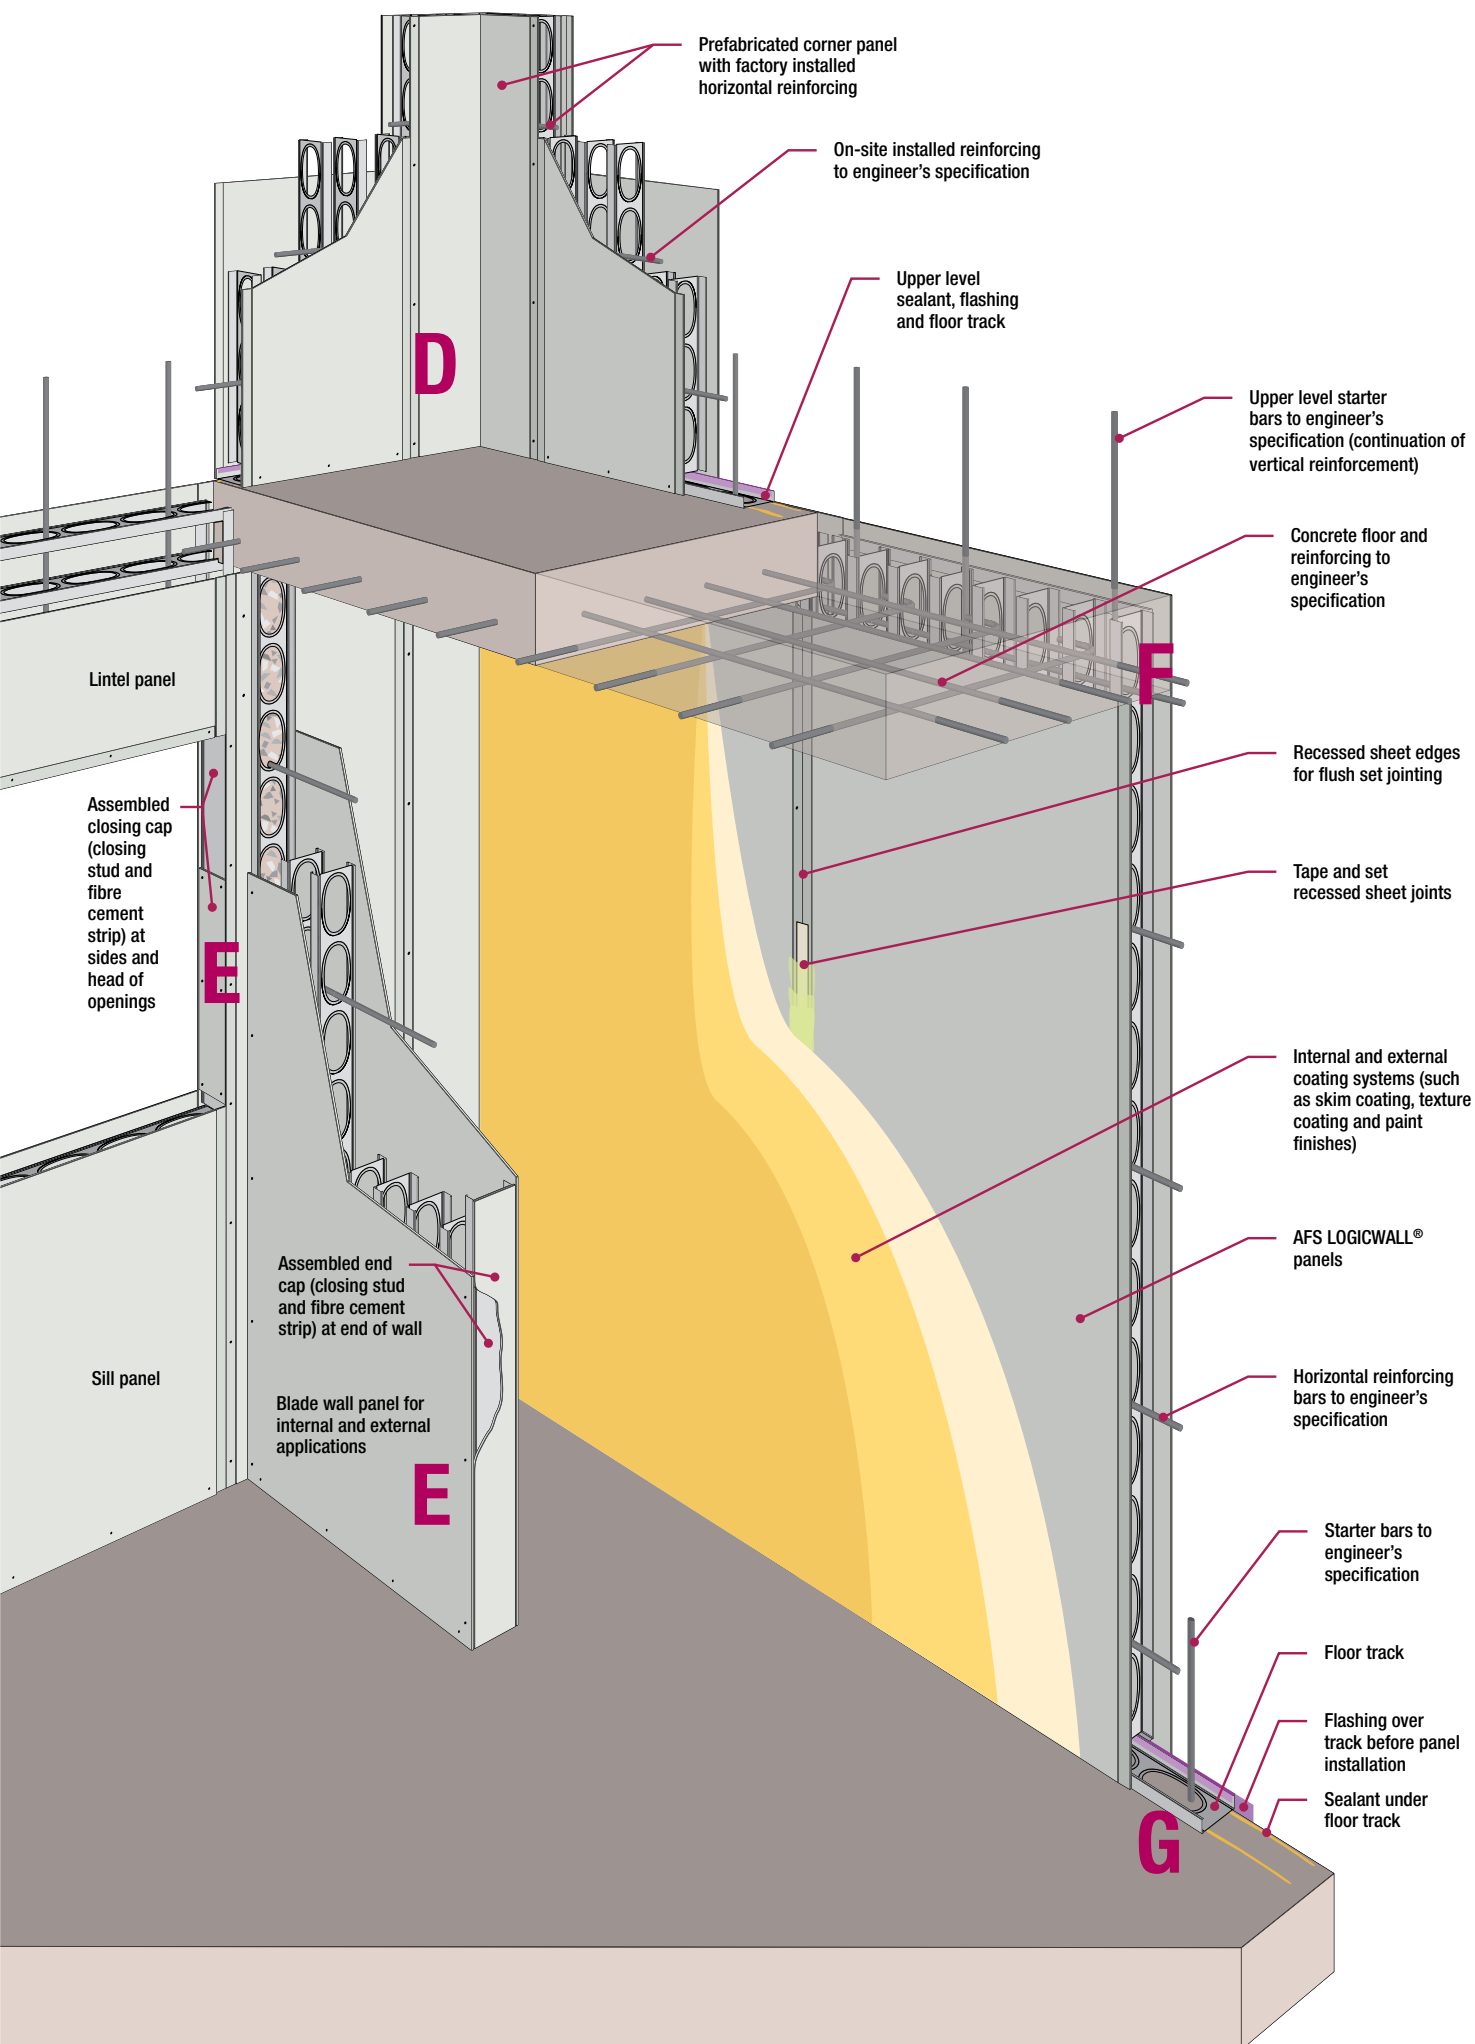 Prefabricated corner panel
with factory installed
horizontal reinforcing
On-site installed reinforcing
to engineer’s specification
Upper level
sealant, flashing
and floor track
D
Upper level starter
bars to engineer’s
specification (continuation of
vertical reinforcement)
Concrete floor and
reinforcing to
engineer’s
specification
F
Lintel panel
Recessed sheet edges
for flush set jointing
Assembled
closing cap
(closing
stud and
fibre
cement
strip) at
sides and
head of
openings
E
Tape and set
recessed sheet joints
Internal and external
coating systems (such
as skim coating, texture
coating and paint
finishes)
AFS LOGICWALL®
panels
Assembled end
cap (closing stud
and fibre cement
strip) at end of wall
Sill panel
Blade wall panel for
internal and external
applications
E
Horizontal reinforcing
bars to engineer’s
specification
Starter bars to
engineer’s
specification
Floor track
Flashing over
track before panel
installation
Sealant under
floor track
G